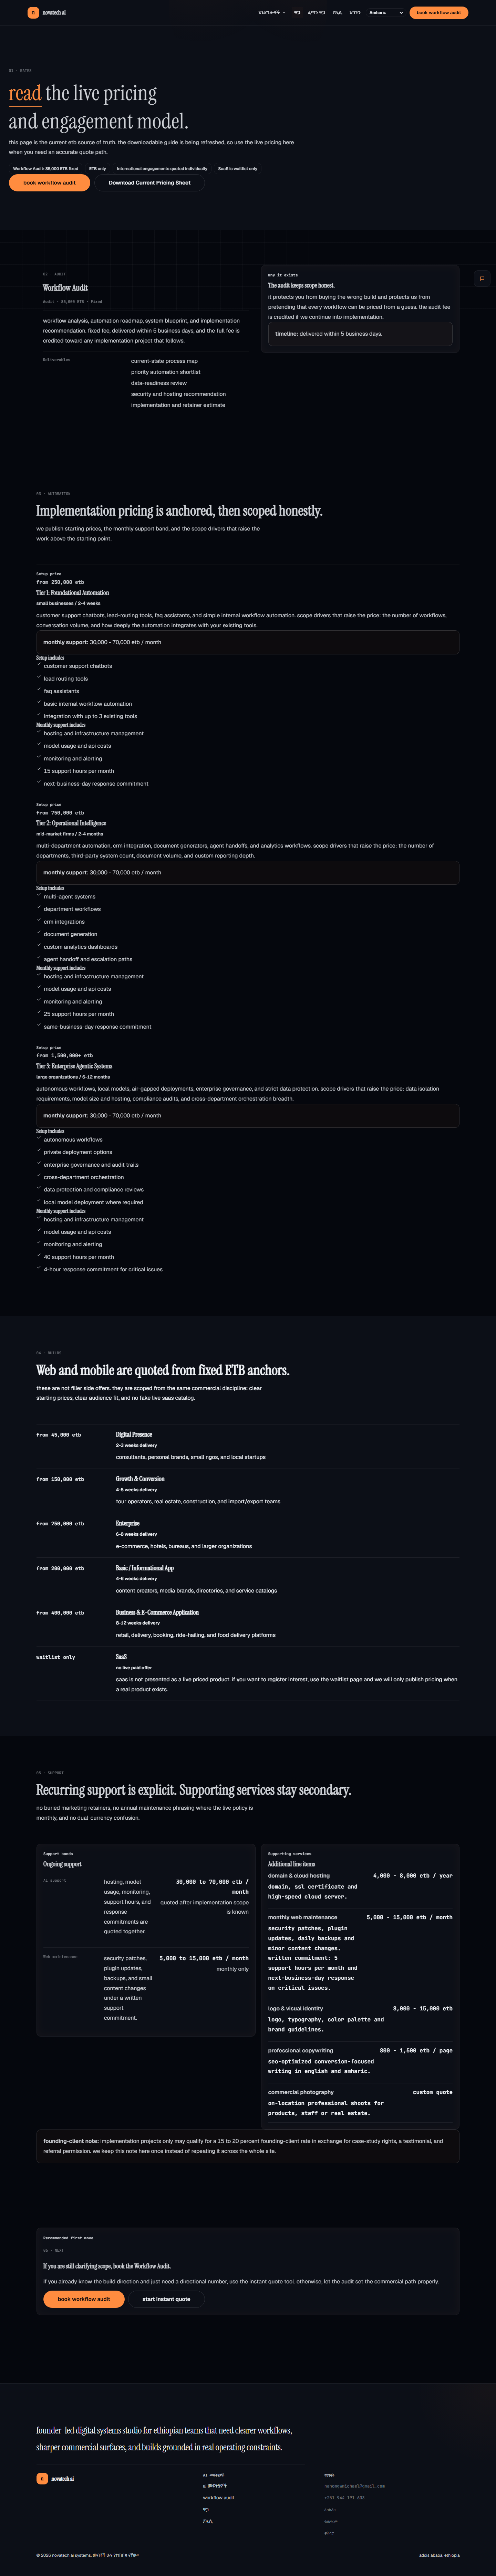 novatech ai
ዋጋ
Amharic
book workflow audit
01 · RATES
read the live pricing
and engagement model.
this page is the current etb source of truth. the downloadable guide is being refreshed, so use the live pricing here
when you need an accurate quote path.
Workflow Audit: 85,000 ETB fixed
ETB only
International engagements quoted individually
SaaS is waitlist only
book workflow audit
Download Current Pricing Sheet
02 · AUDIT
Workflow Audit
Audit · 85,000 ETB · Fixed
workflow analysis, automation roadmap, system blueprint, and implementation
recommendation. fixed fee, delivered within 5 business days, and the full fee is
credited toward any implementation project that follows.
Deliverables
current-state process map
priority automation shortlist
data-readiness review
security and hosting recommendation
implementation and retainer estimate
Why it exists
The audit keeps scope honest.
it protects you from buying the wrong build and protects us from
pretending that every workflow can be priced from a guess. the audit fee
is credited if we continue into implementation.
timeline: delivered within 5 business days.
03 · AUTOMATION
Implementation pricing is anchored, then scoped honestly.
we publish starting prices, the monthly support band, and the scope drivers that raise the
work above the starting point.
Setup price
from 250,000 etb
Tier 1: Foundational Automation
small businesses / 2-4 weeks
customer support chatbots, lead-routing tools, faq assistants, and simple internal workflow automation. scope drivers that raise the price: the number of workflows,
conversation volume, and how deeply the automation integrates with your existing tools.
monthly support: 30,000 - 70,000 etb / month
Setup includes
customer support chatbots
lead routing tools
faq assistants
basic internal workflow automation
integration with up to 3 existing tools
Monthly support includes
hosting and infrastructure management
model usage and api costs
monitoring and alerting
15 support hours per month
next-business-day response commitment
Setup price
from 750,000 etb
Tier 2: Operational Intelligence
mid-market firms / 2-4 months
multi-department automation, crm integration, document generators, agent handoffs, and analytics workflows. scope drivers that raise the price: the number of
departments, third-party system count, document volume, and custom reporting depth.
monthly support: 30,000 - 70,000 etb / month
Setup includes
multi-agent systems
department workflows
crm integrations
document generation
custom analytics dashboards
agent handoff and escalation paths
Monthly support includes
hosting and infrastructure management
model usage and api costs
monitoring and alerting
25 support hours per month
same-business-day response commitment
Setup price
from 1,500,000+ etb
Tier 3: Enterprise Agentic Systems
large organizations / 6-12 months
autonomous workflows, local models, air-gapped deployments, enterprise governance, and strict data protection. scope drivers that raise the price: data isolation
requirements, model size and hosting, compliance audits, and cross-department orchestration breadth.
monthly support: 30,000 - 70,000 etb / month
Setup includes
autonomous workflows
private deployment options
enterprise governance and audit trails
cross-department orchestration
data protection and compliance reviews
local model deployment where required
Monthly support includes
hosting and infrastructure management
model usage and api costs
monitoring and alerting
40 support hours per month
4-hour response commitment for critical issues
04 · BUILDS
Web and mobile are quoted from fixed ETB anchors.
these are not filler side offers. they are scoped from the same commercial discipline: clear
starting prices, clear audience fit, and no fake live saas catalog.
from 45,000 etb
Digital Presence
2-3 weeks delivery
consultants, personal brands, small ngos, and local startups
from 150,000 etb
Growth & Conversion
4-5 weeks delivery
tour operators, real estate, construction, and import/export teams
from 250,000 etb
Enterprise
6-8 weeks delivery
e-commerce, hotels, bureaus, and larger organizations
from 200,000 etb
Basic / Informational App
4-6 weeks delivery
content creators, media brands, directories, and service catalogs
from 400,000 etb
Business & E-Commerce Application
8-12 weeks delivery
retail, delivery, booking, ride-hailing, and food delivery platforms
waitlist only
SaaS
no live paid offer
saas is not presented as a live priced product. if you want to register interest, use the waitlist page and we will only publish pricing when
a real product exists.
05 · SUPPORT
Recurring support is explicit. Supporting services stay secondary.
no buried marketing retainers, no annual maintenance phrasing where the live policy is
monthly, and no dual-currency confusion.
Support bands
Ongoing support
AI support
hosting, model
usage, monitoring,
support hours, and
response
commitments are
quoted together.
30,000 to 70,000 etb /
month
quoted after implementation scope
is known
Web maintenance
security patches,
plugin updates,
backups, and small
content changes
under a written
support
commitment.
5,000 to 15,000 etb / month
monthly only
Supporting services
Additional line items
domain & cloud hosting
4,000 - 8,000 etb / year
domain, ssl certificate and
high-speed cloud server.
monthly web maintenance
5,000 - 15,000 etb / month
security patches, plugin
updates, daily backups and
minor content changes.
written commitment: 5
support hours per month and
next-business-day response
on critical issues.
logo & visual identity
8,000 - 15,000 etb
logo, typography, color palette and
brand guidelines.
professional copywriting
800 - 1,500 etb / page
seo-optimized conversion-focused
writing in english and amharic.
commercial photography
custom quote
on-location professional shoots for
products, staff or real estate.
founding-client note: implementation projects only may qualify for a 15 to 20 percent founding-client rate in exchange for case-study rights, a testimonial, and
referral permission. we keep this note here once instead of repeating it across the whole site.
Recommended first move
06 · NEXT
If you are still clarifying scope, book the Workflow Audit.
if you already know the build direction and just need a directional number, use the instant quote tool. otherwise, let the audit set the commercial path properly.
book workflow audit
start instant quote
founder-led digital systems studio for ethiopian teams that need clearer workflows,
sharper commercial surfaces, and builds grounded in real operating constraints.
novatech ai
workflow audit
ዋጋ
© 2026 novatech ai systems.
addis ababa, ethiopia